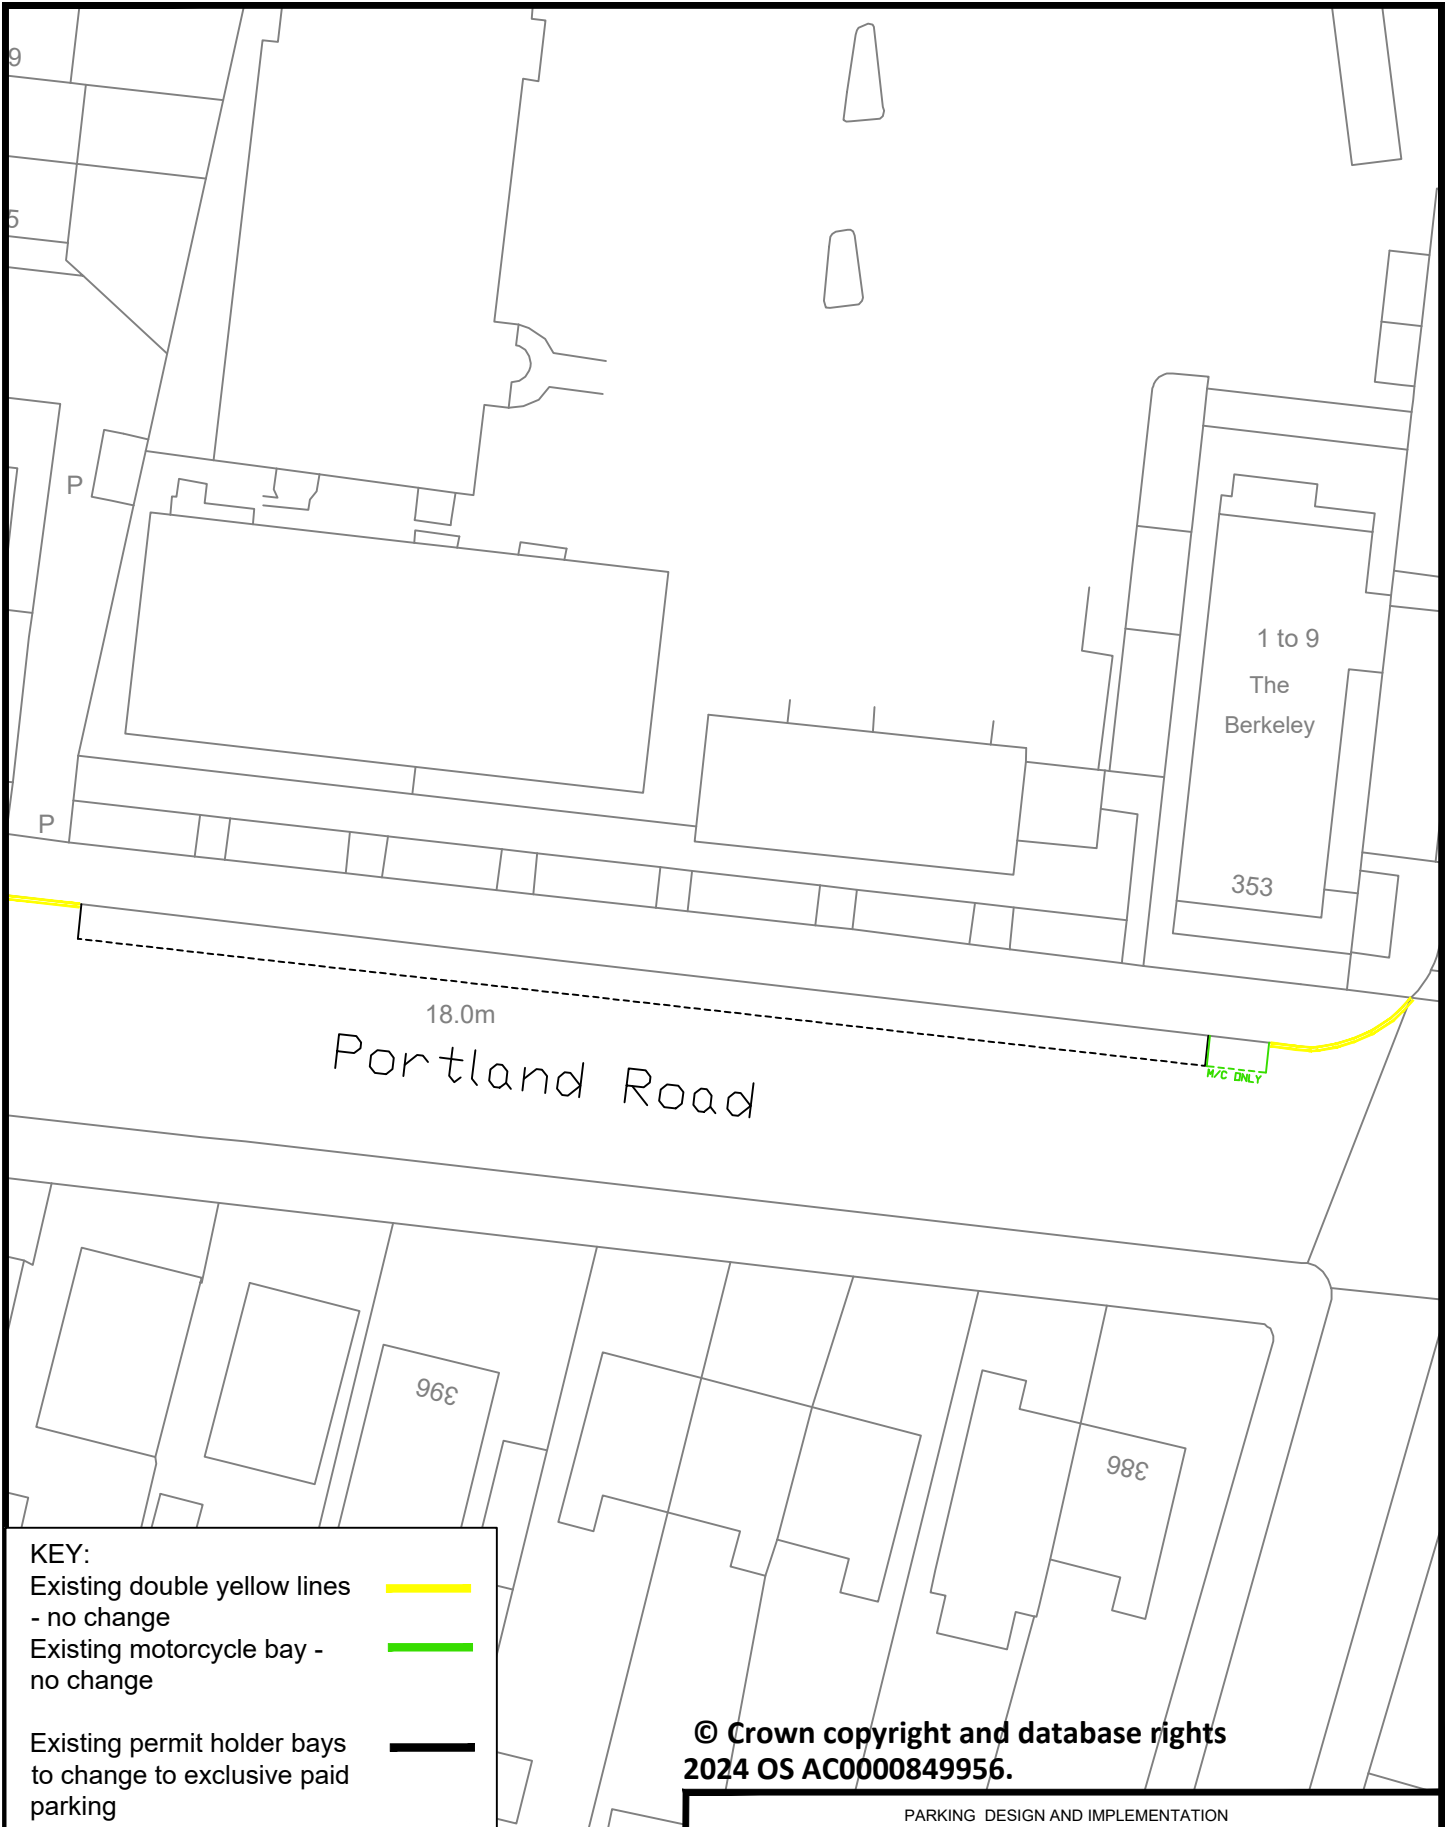 9
5
P
1 to 9
The
Berkeley
P
353
18.0m
Portland Road
M/C ONLY
396
386
KEY:
Existing double yellow lines
- no change
Existing motorcycle bay -
no change
Existing permit holder bays
to change to exclusive paid
parking
© Crown copyright and database rights
2024 OS AC0000849956.
PARKING DESIGN AND IMPLEMENTATION